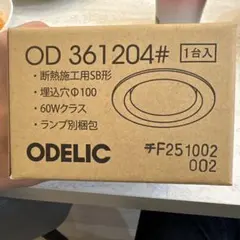 OD 361204# 1台入
・断熱施工用SB形
・埋込穴Φ100
・60Wクラス
・ランプ別梱包
ODELIC
チF251002
002